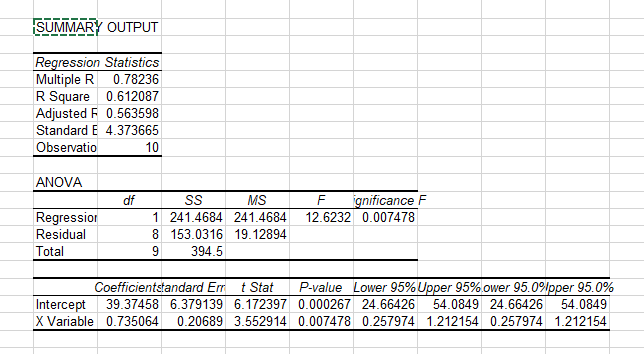 SUMMARY OUTPUT
Regression Statistics
Multiple R 0.78236
R Square 0.612087
Adjusted R 0.563598
Standard E 4.373665
Observatio 10
ANOVA
df SS MS F ignificance F
Regression 1 241.4684 241.4684 12.6232 0.007478
Residual 8 153.0316 19.12894
Total 9 394.5
Coefficients tandard Err t Stat P-value Lower 95% Upper 95% ower 95.0% pper 95.0%
Intercept 39.37458 6.379139 6.172397 0.000267 24.66426 54.0849 24.66426 54.0849
X Variable 0.735064 0.20689 3.552914 0.007478 0.257974 1.212154 0.257974 1.212154